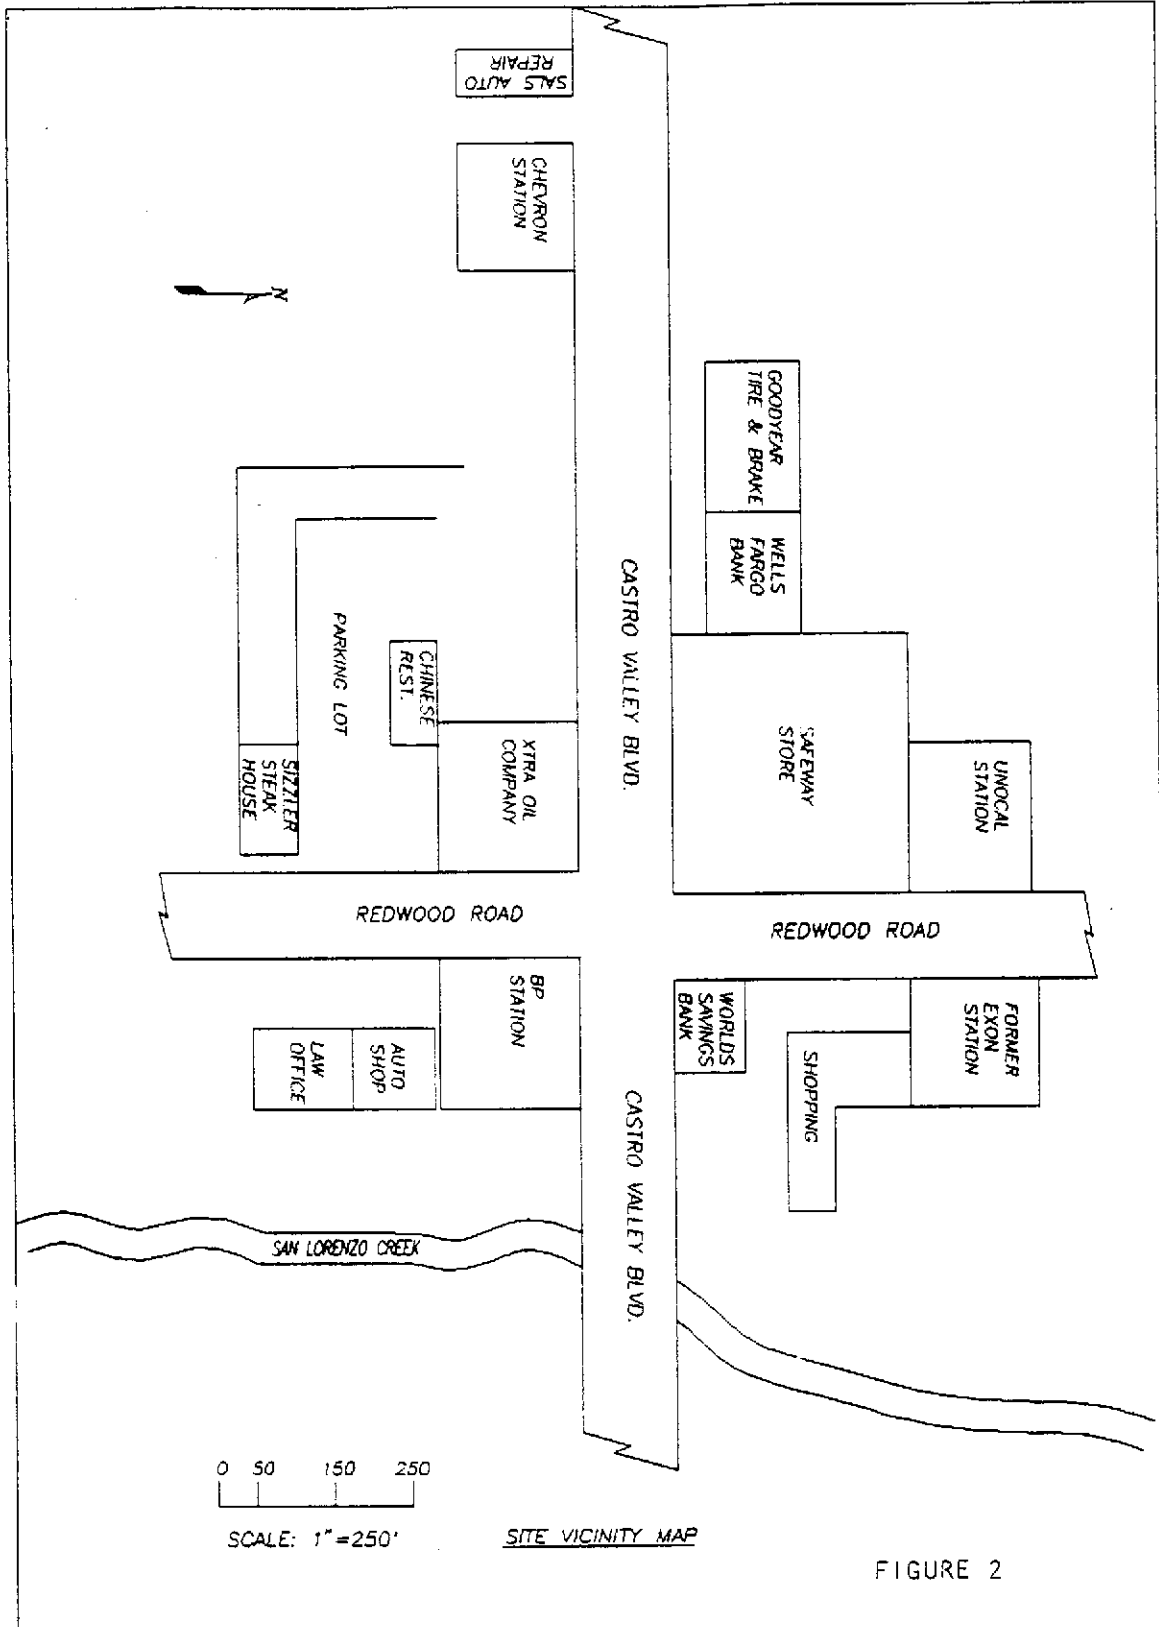 SALS AUTO
REPAIR
CHEVRON
STATION
N
GOODYEAR
TIRE & BRAKE
WELLS
FARGO
BANK
CASTRO VALLEY BLVD.
PARKING LOT
CHINESE
REST.
XTRA OIL
COMPANY
SIZZLER
STEAK
HOUSE
SAFEWAY
STORE
UNOCAL
STATION
REDWOOD ROAD
REDWOOD ROAD
BP
STATION
AUTO
SHOP
LAW
OFFICE
WORLDS
SAVINGS
BANK
SHOPPING
FORMER
EXON
STATION
CASTRO VALLEY BLVD.
SAN LORENZO CREEK
0 50 150 250
SCALE: 1"=250'
SITE VICINITY MAP
FIGURE 2